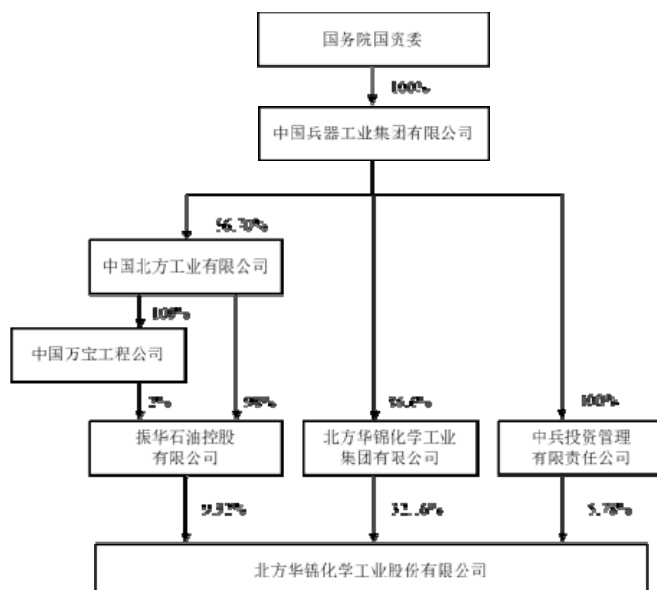 国务院国资委
100%
中国兵器工业集团有限公司
56.70%
中国北方工业有限公司
100%
中国万宝工程公司
2%
98%
100%
振华石油控股
有限公司
北方华锦化学工业
集团有限公司
中兵投资管理
有限责任公司
9.92%
32.16%
5.78%
北方华锦化学工业股份有限公司